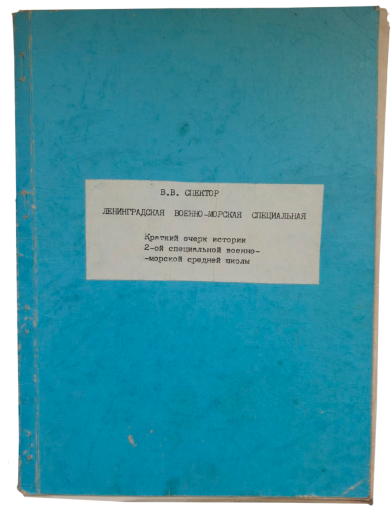 В.В. СПЕКТОР
ЛЕНИНГРАДСКАЯ ВОЕННО-МОРСКАЯ СПЕЦИАЛЬНАЯ
Краткий очерк истории
2-ой специальной военно-
-морской средней школы